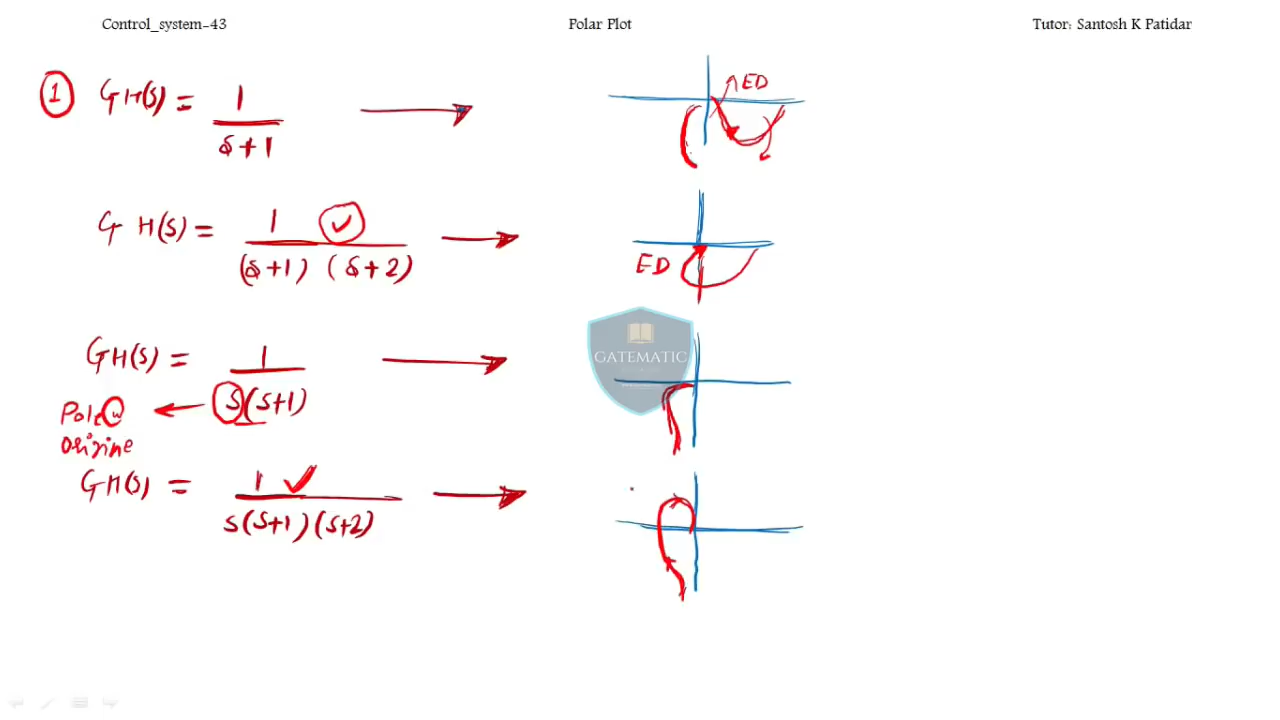 Control_system-43 Polar Plot Tutor: Santosh K Patidar
① GH(s) = 1 / (s+1) ED
GH(s) = 1 ✓ / (s+1) (s+2) ED
GATEMATIC
GH(s) = 1 / s(s+1)
Pole@
Origine
GH(s) = 1 ✓ / s(s+1)(s+2)